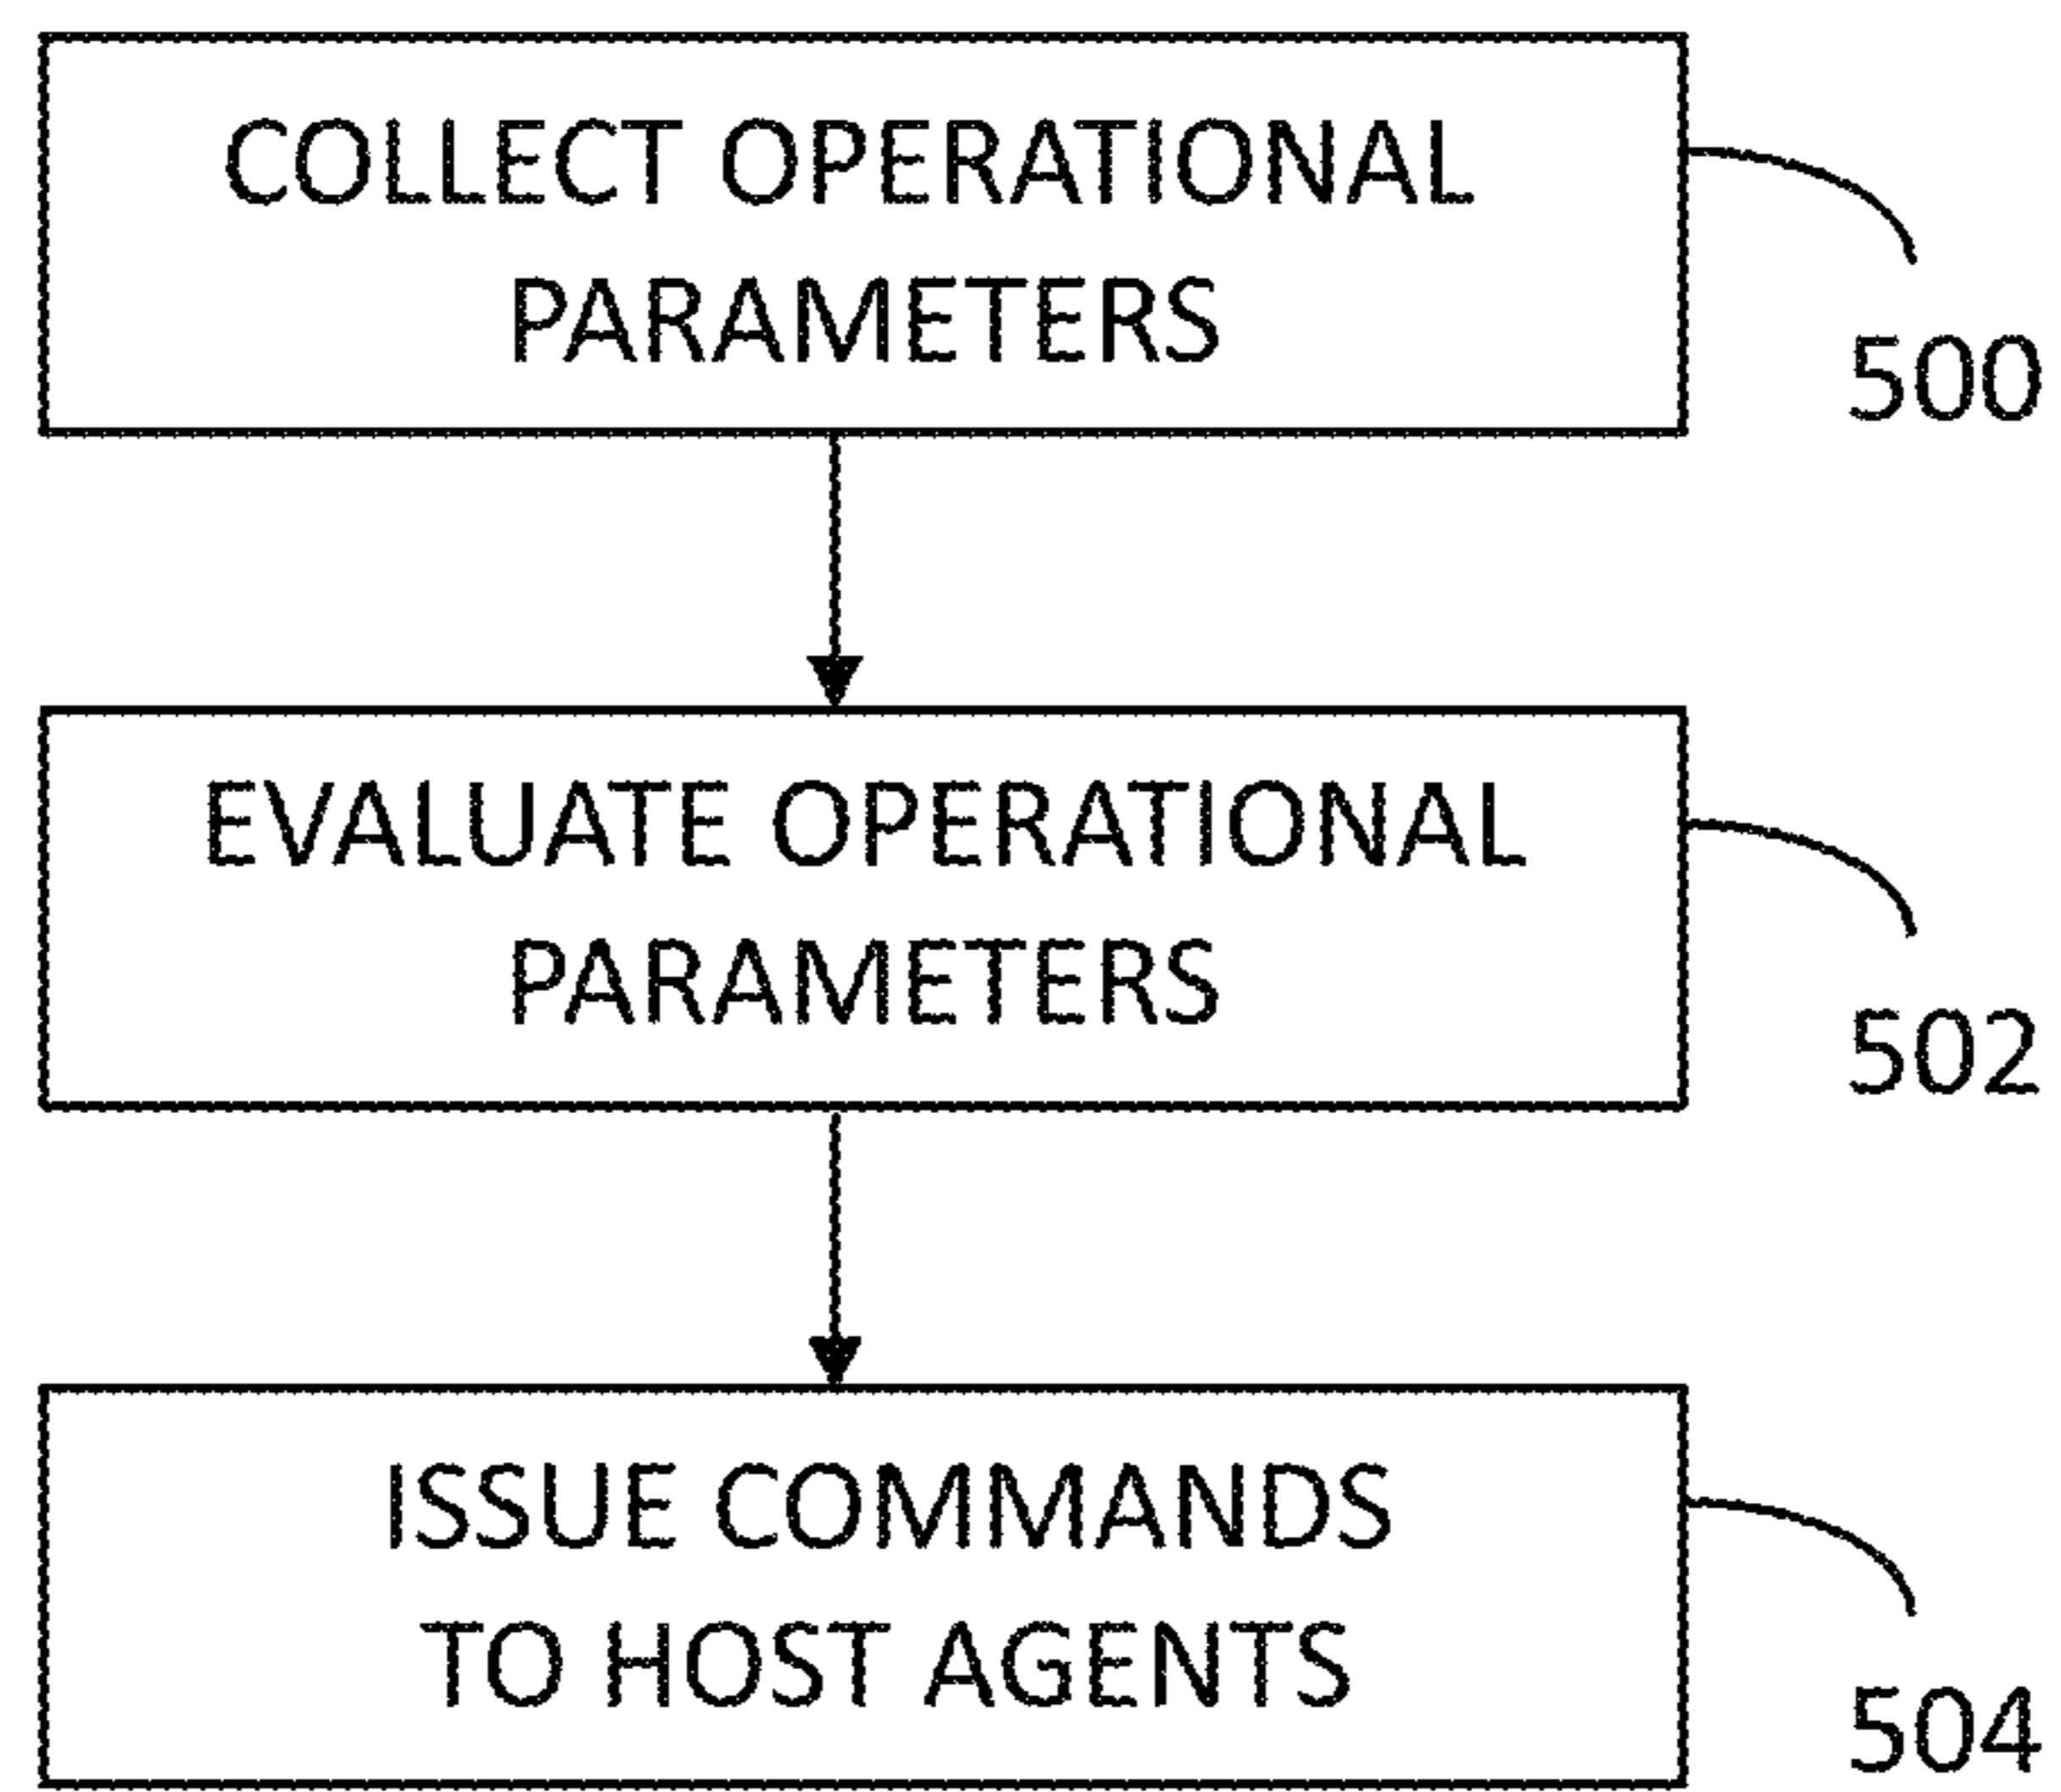 COLLECT OPERATIONAL
PARAMETERS
500
EVALUATE OPERATIONAL
PARAMETERS
502
ISSUE COMMANDS
TO HOST AGENTS
504